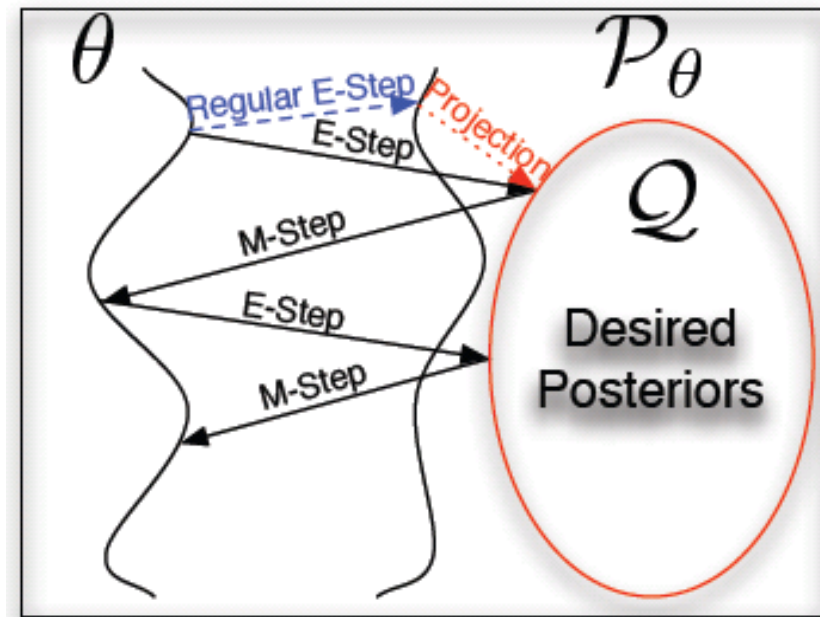 θ
𝒫θ
Regular E-Step
Projection
E-Step
𝒬
M-Step
E-Step
Desired
Posteriors
M-Step